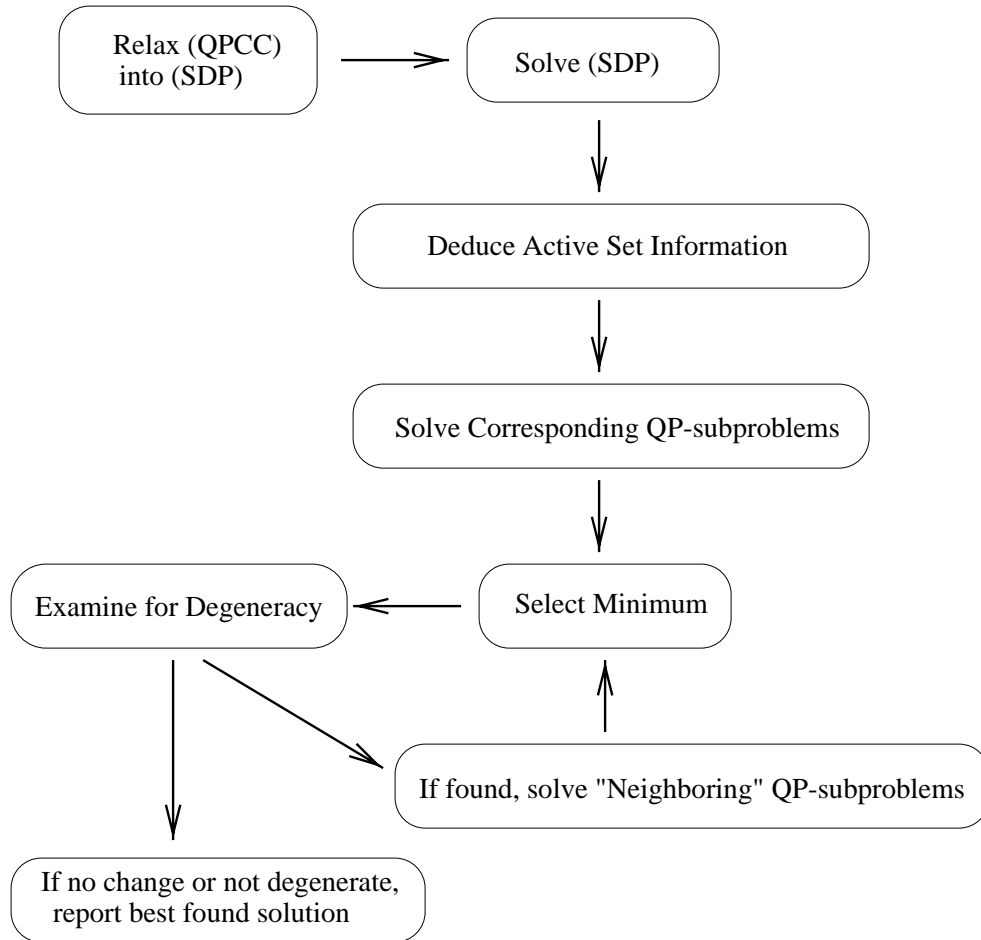 Relax (QPCC)
into (SDP)
Solve (SDP)
Deduce Active Set Information
Solve Corresponding QP-subproblems
Select Minimum
Examine for Degeneracy
If found, solve "Neighboring" QP-subproblems
If no change or not degenerate,
report best found solution